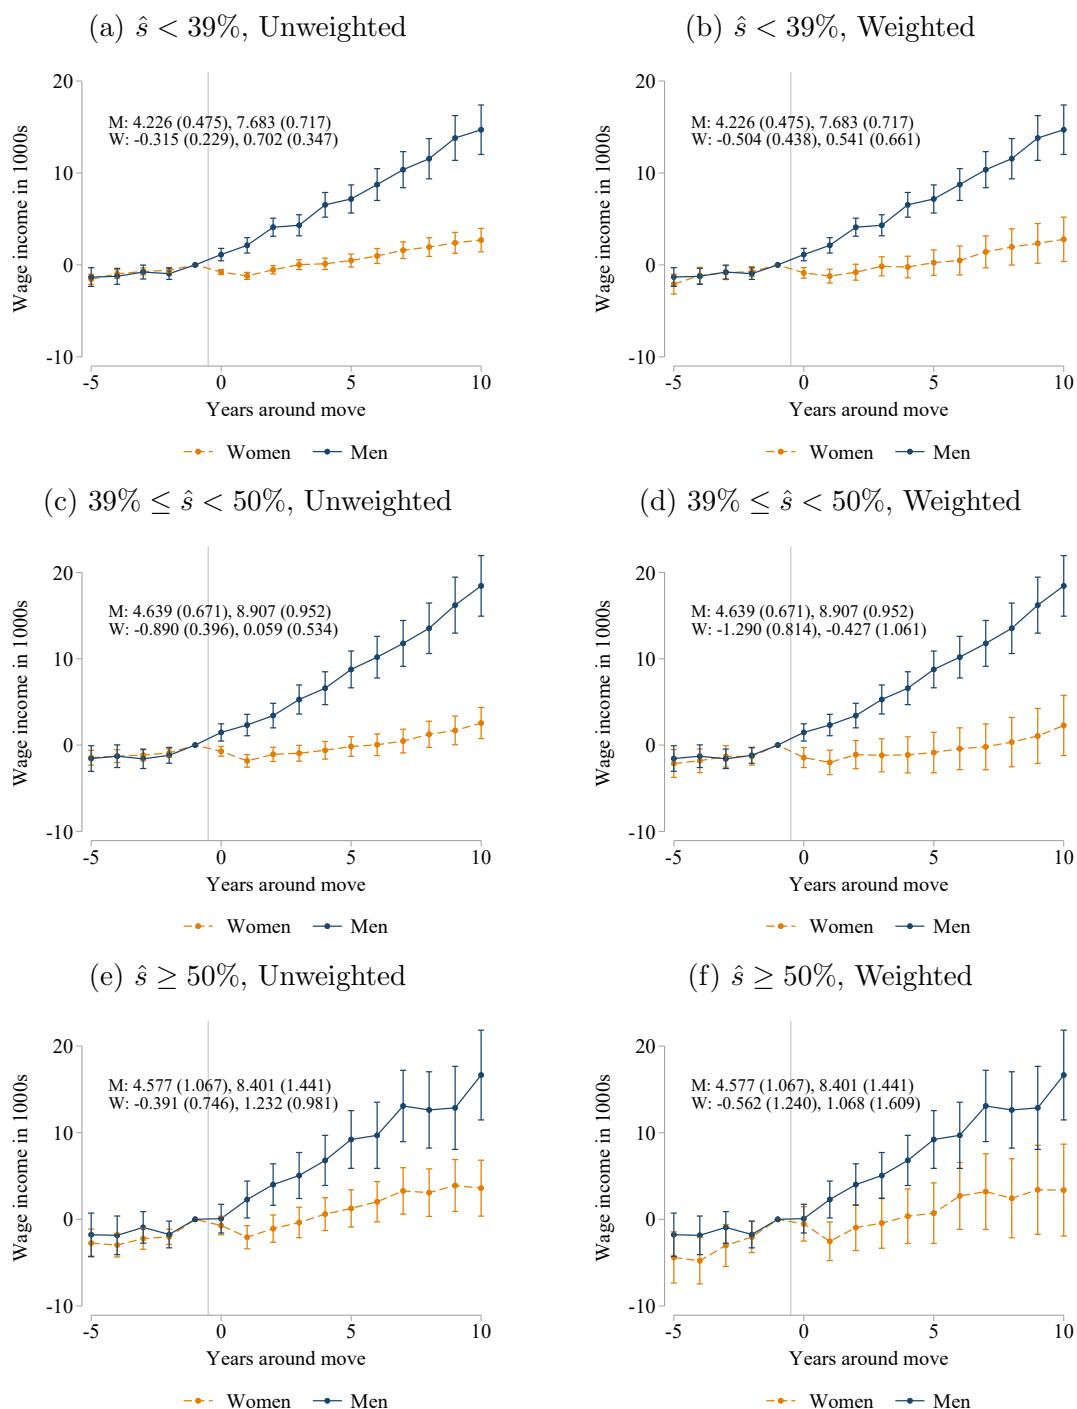 (a) ŝ < 39%, Unweighted
Wage income in 1000s
20
10
0
-10
M: 4.226 (0.475), 7.683 (0.717)
W: -0.315 (0.229), 0.702 (0.347)
-5 0 5 10
Years around move
Women Men
(b) ŝ < 39%, Weighted
Wage income in 1000s
20
10
0
-10
M: 4.226 (0.475), 7.683 (0.717)
W: -0.504 (0.438), 0.541 (0.661)
-5 0 5 10
Years around move
Women Men
(c) 39% ≤ ŝ < 50%, Unweighted
Wage income in 1000s
20
10
0
-10
M: 4.639 (0.671), 8.907 (0.952)
W: -0.890 (0.396), 0.059 (0.534)
-5 0 5 10
Years around move
Women Men
(d) 39% ≤ ŝ < 50%, Weighted
Wage income in 1000s
20
10
0
-10
M: 4.639 (0.671), 8.907 (0.952)
W: -1.290 (0.814), -0.427 (1.061)
-5 0 5 10
Years around move
Women Men
(e) ŝ ≥ 50%, Unweighted
Wage income in 1000s
20
10
0
-10
M: 4.577 (1.067), 8.401 (1.441)
W: -0.391 (0.746), 1.232 (0.981)
-5 0 5 10
Years around move
Women Men
(f) ŝ ≥ 50%, Weighted
Wage income in 1000s
20
10
0
-10
M: 4.577 (1.067), 8.401 (1.441)
W: -0.562 (1.240), 1.068 (1.609)
-5 0 5 10
Years around move
Women Men